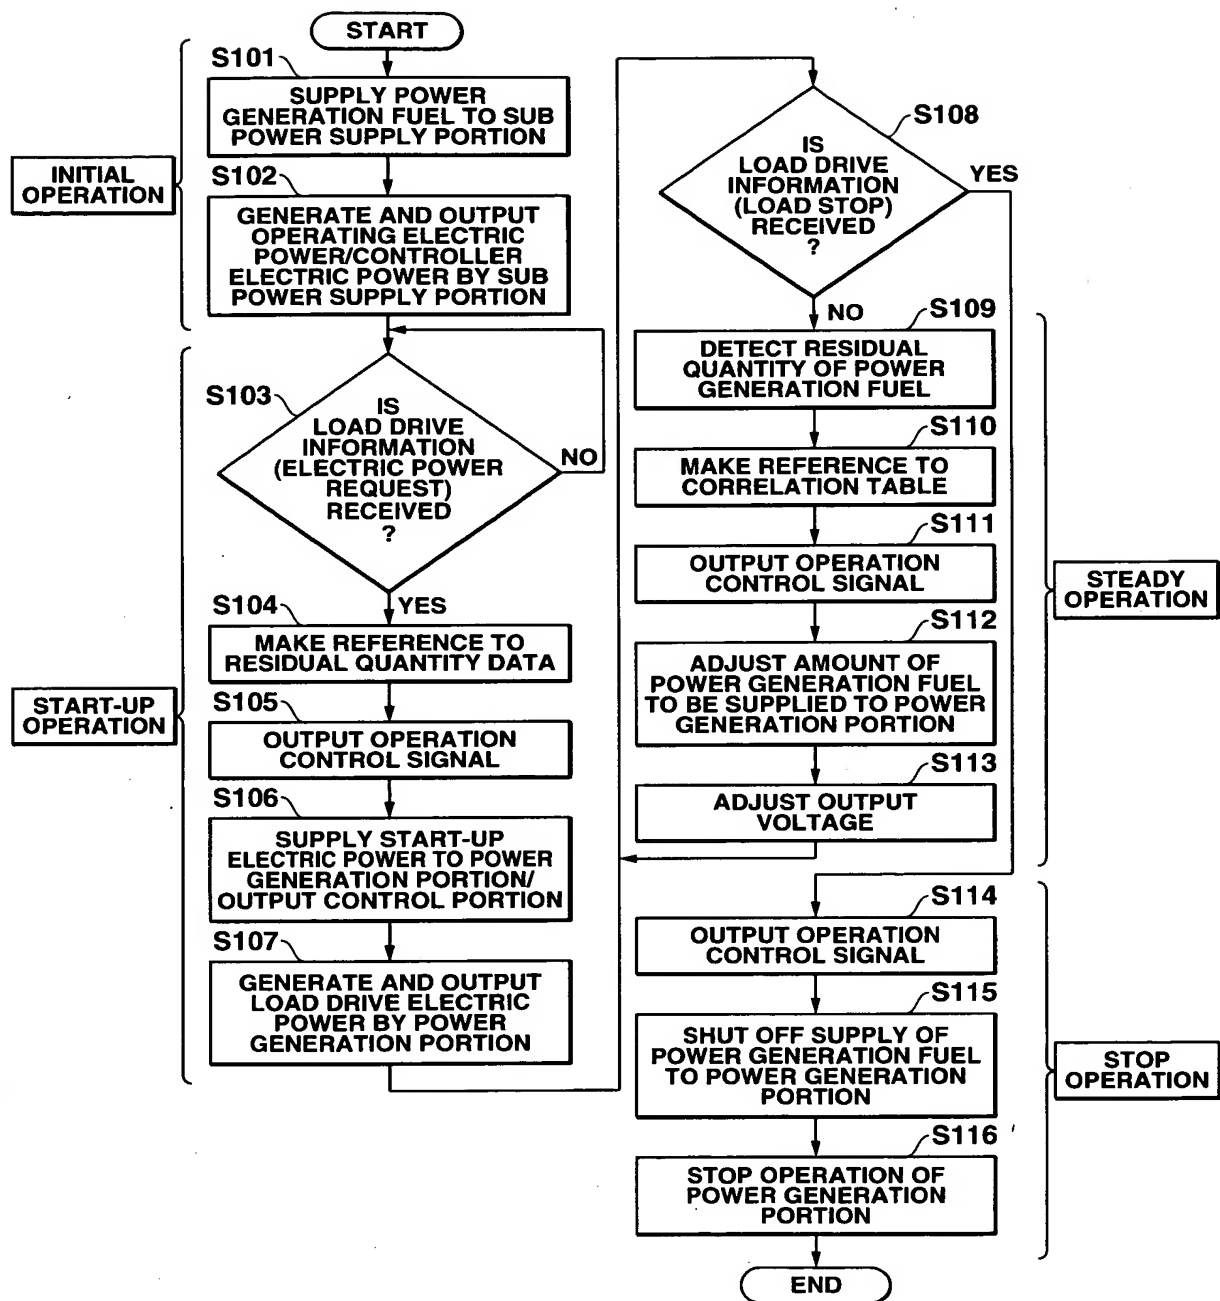 START
S101
SUPPLY POWER
GENERATION FUEL TO SUB
POWER SUPPLY PORTION
INITIAL
OPERATION
S102
GENERATE AND OUTPUT
OPERATING ELECTRIC
POWER/CONTROLLER
ELECTRIC POWER BY SUB
POWER SUPPLY PORTION
S103
IS
LOAD DRIVE
INFORMATION
(ELECTRIC POWER
REQUEST)
RECEIVED
?
NO
YES
S104
MAKE REFERENCE TO
RESIDUAL QUANTITY DATA
START-UP
OPERATION
S105
OUTPUT OPERATION
CONTROL SIGNAL
S106
SUPPLY START-UP
ELECTRIC POWER TO POWER
GENERATION PORTION/
OUTPUT CONTROL PORTION
S107
GENERATE AND OUTPUT
LOAD DRIVE ELECTRIC
POWER BY POWER
GENERATION PORTION
S108
IS
LOAD DRIVE
INFORMATION
(LOAD STOP)
RECEIVED
?
YES
NO
S109
DETECT RESIDUAL
QUANTITY OF POWER
GENERATION FUEL
S110
MAKE REFERENCE TO
CORRELATION TABLE
S111
OUTPUT OPERATION
CONTROL SIGNAL
STEADY
OPERATION
S112
ADJUST AMOUNT OF
POWER GENERATION FUEL
TO BE SUPPLIED TO POWER
GENERATION PORTION
S113
ADJUST OUTPUT
VOLTAGE
S114
OUTPUT OPERATION
CONTROL SIGNAL
S115
SHUT OFF SUPPLY OF
POWER GENERATION FUEL
TO POWER GENERATION
PORTION
STOP
OPERATION
S116
STOP OPERATION OF
POWER GENERATION
PORTION
END